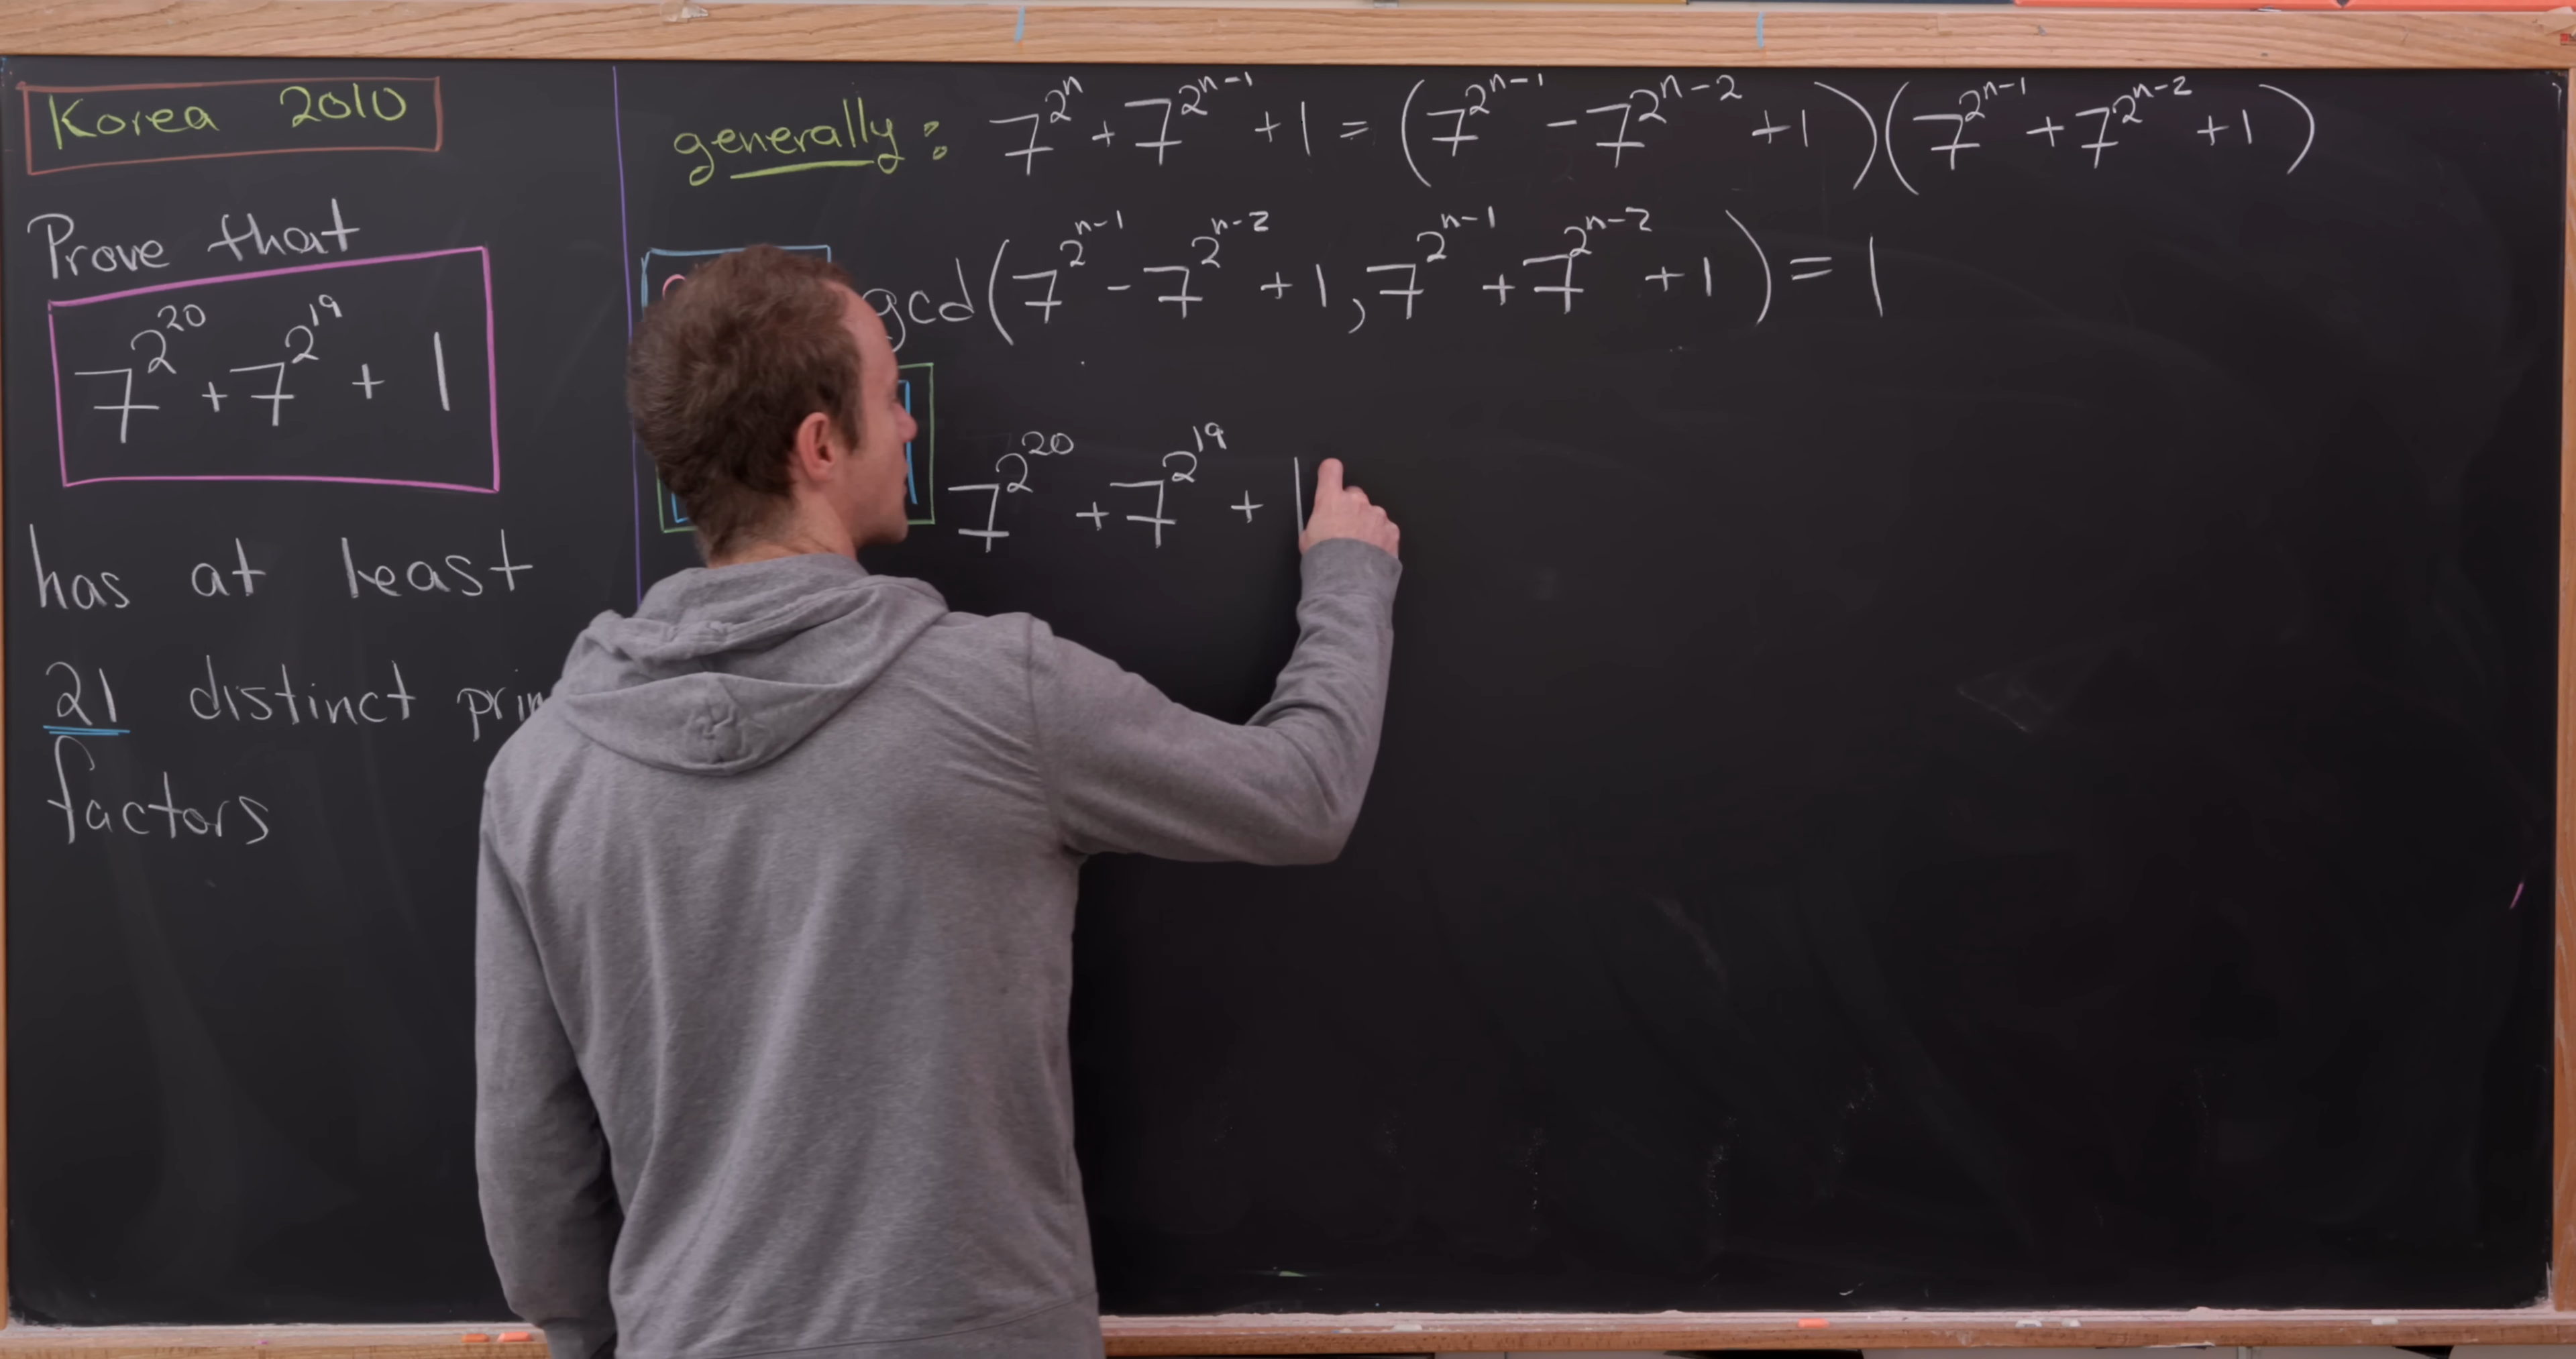 Korea 2010
Prove that
7^{2^{20}} + 7^{2^{19}} + 1
has at least
21 distinct
factors
generally: 7^{2^n} + 7^{2^{n-1}} + 1 = (7^{2^{n-1}} - 7^{2^{n-2}} + 1)(7^{2^{n-1}} + 7^{2^{n-2}} + 1)
gcd(7^{2^{n-1}} - 7^{2^{n-2}} + 1, 7^{2^{n-1}} + 7^{2^{n-2}} + 1) = 1
7^{2^{20}} + 7^{2^{19}} + 1